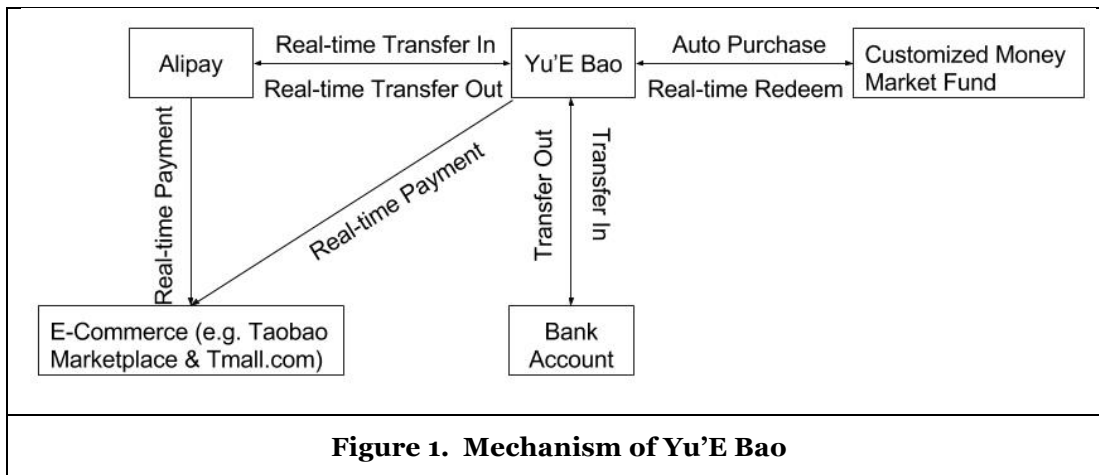 Alipay
Real-time Transfer In
Real-time Transfer Out
Yu'E Bao
Auto Purchase
Real-time Redeem
Customized Money
Market Fund
Real-time Payment
Real-time Payment
Transfer Out
Transfer In
E-Commerce (e.g. Taobao
Marketplace & Tmall.com)
Bank
Account
Figure 1. Mechanism of Yu'E Bao